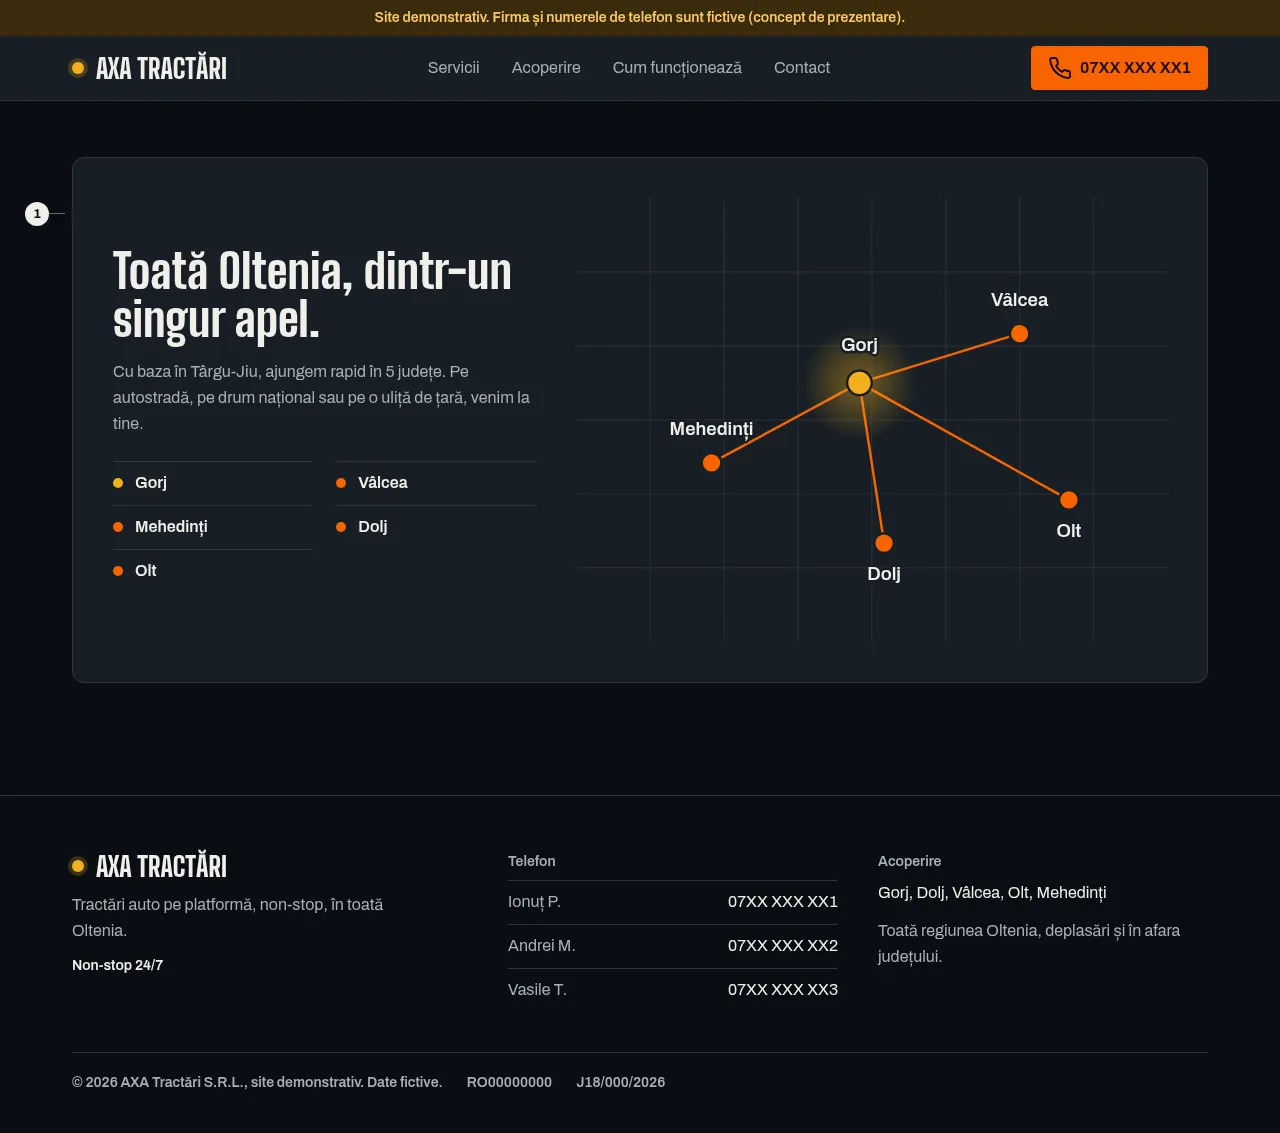 Site demonstrativ. Firma și numerele de telefon sunt fictive (concept de prezentare).
AXA TRACTĂRI
Servicii
Acoperire
Cum funcționează
Contact
07XX XXX XX1
1
Toată Oltenia, dintr-un
singur apel.
Cu baza în Târgu-Jiu, ajungem rapid în 5 județe. Pe
autostradă, pe drum național sau pe o uliță de țară, venim la
tine.
Gorj
Vâlcea
Mehedinți
Dolj
Olt
Vâlcea
Gorj
Mehedinți
Olt
Dolj
AXA TRACTĂRI
Tractări auto pe platformă, non-stop, în toată
Oltenia.
Non-stop 24/7
Telefon
Ionuț P. 07XX XXX XX1
Andrei M. 07XX XXX XX2
Vasile T. 07XX XXX XX3
Acoperire
Gorj, Dolj, Vâlcea, Olt, Mehedinți
Toată regiunea Oltenia, deplasări și în afara
județului.
© 2026 AXA Tractări S.R.L., site demonstrativ. Date fictive. RO00000000 J18/000/2026